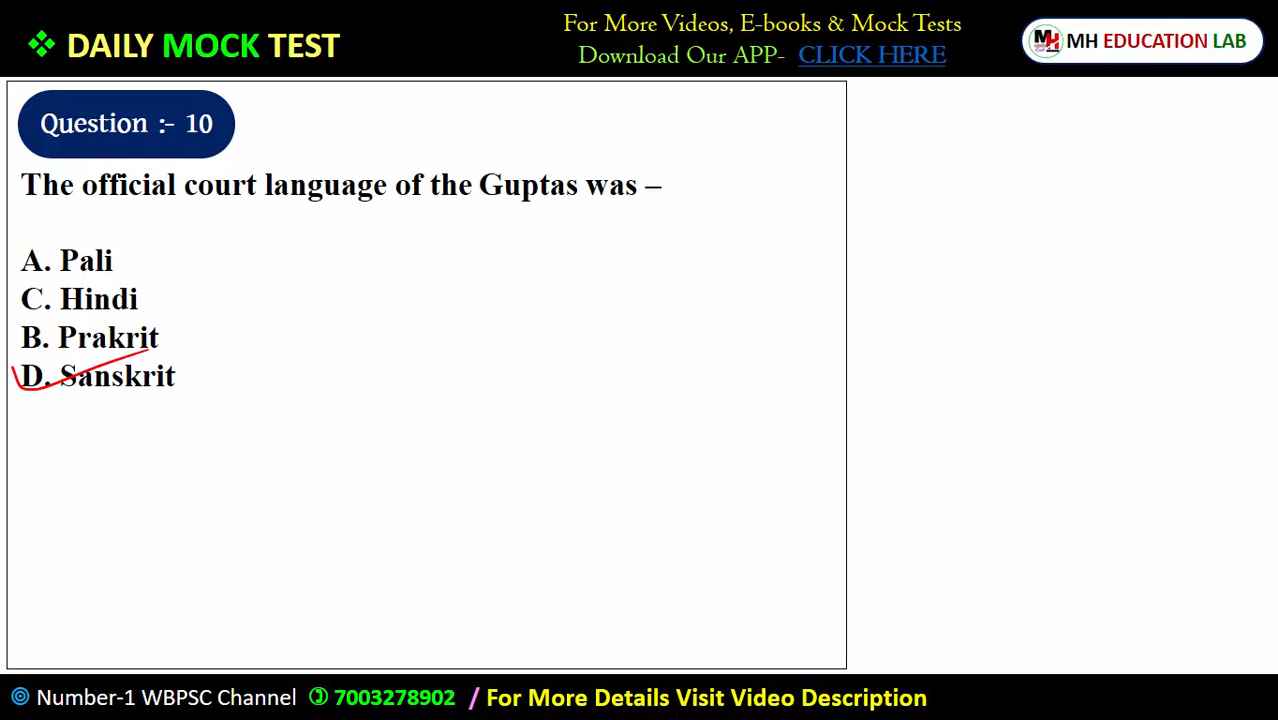 ❖ DAILY MOCK TEST
For More Videos, E-books & Mock Tests
Download Our APP- CLICK HERE
MH EDUCATION LAB
Question :- 10
The official court language of the Guptas was –
A. Pali
C. Hindi
B. Prakrit
D. Sanskrit
Number-1 WBPSC Channel ✆ 7003278902 / For More Details Visit Video Description